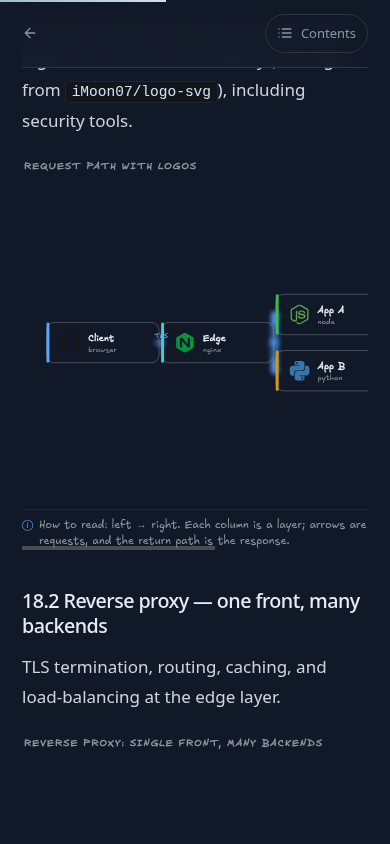 Contents
from iMoon07/logo-svg), including
security tools.
REQUEST PATH WITH LOGOS
Client
browser
TLS
Edge
nginx
App A
node
App B
python
How to read: left → right. Each column is a layer; arrows are
requests, and the return path is the response.
18.2 Reverse proxy — one front, many
backends
TLS termination, routing, caching, and
load-balancing at the edge layer.
REVERSE PROXY: SINGLE FRONT, MANY BACKENDS